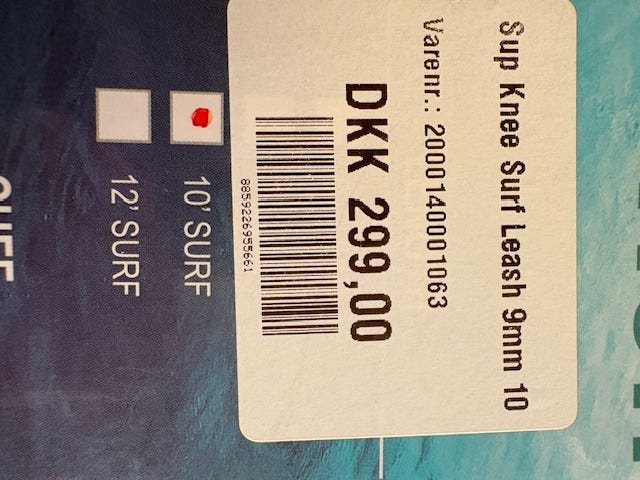 Sup Knee Surf Leash 9mm 10
Varenr.: 2000140001063
DKK 299,00
8859226955661
10' SURF
12' SURF